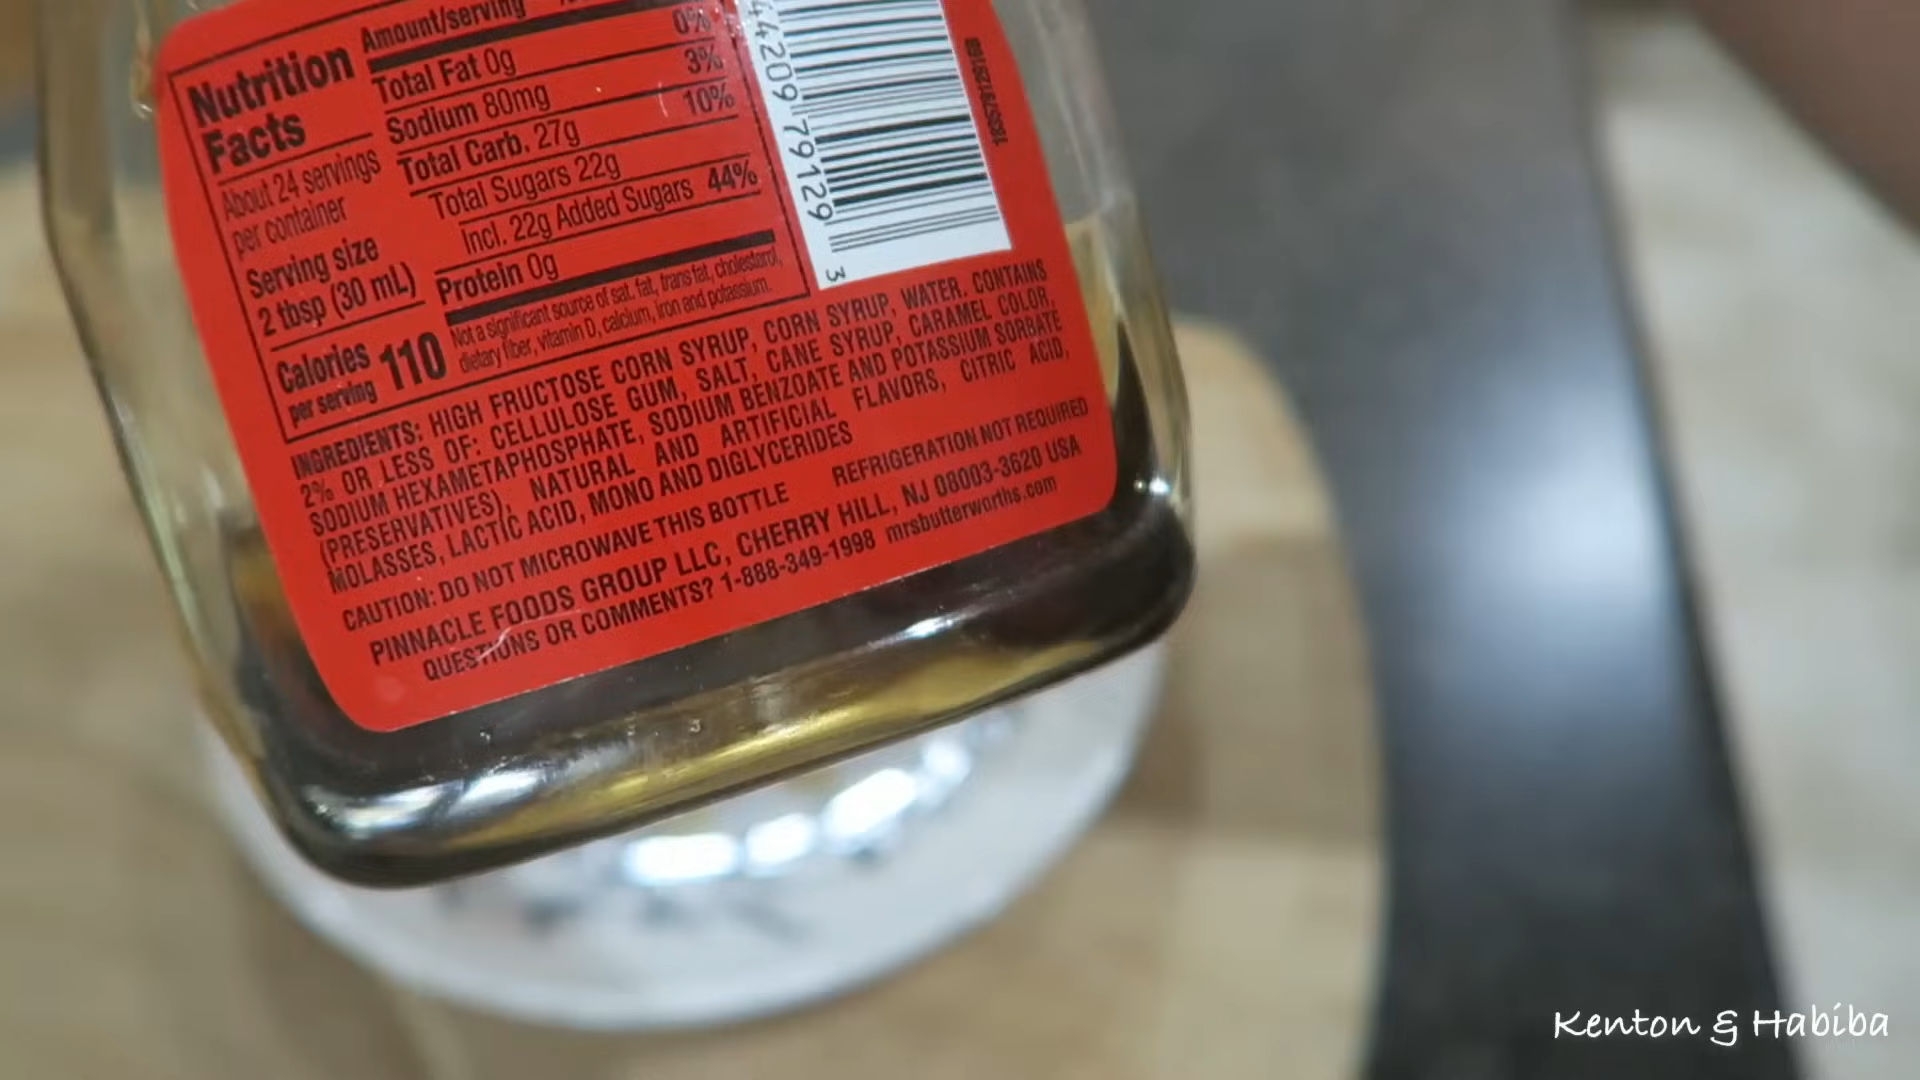 Nutrition
Facts
About 24 servings
per container
Serving size
2 tbsp (30 mL)
Calories
per serving 110
Amount/serving
Total Fat 0g 0%
Sodium 80mg 3%
Total Carb. 27g 10%
Total Sugars 22g
Incl. 22g Added Sugars 44%
Protein 0g
Not a significant source of sat. fat, trans fat, cholesterol,
dietary fiber, vitamin D, calcium, iron and potassium.
44209 79129 3
INGREDIENTS: HIGH FRUCTOSE CORN SYRUP, CORN SYRUP, WATER. CONTAINS
2% OR LESS OF: CELLULOSE GUM, SALT, CANE SYRUP, CARAMEL COLOR,
SODIUM HEXAMETAPHOSPHATE, SODIUM BENZOATE AND POTASSIUM SORBATE
(PRESERVATIVES), NATURAL AND ARTIFICIAL FLAVORS, CITRIC ACID,
MOLASSES, LACTIC ACID, MONO AND DIGLYCERIDES
CAUTION: DO NOT MICROWAVE THIS BOTTLE REFRIGERATION NOT REQUIRED
PINNACLE FOODS GROUP LLC, CHERRY HILL, NJ 08003-3620 USA
QUESTIONS OR COMMENTS? 1-888-349-1998 mrsbutterworths.com
Kenton & Habiba